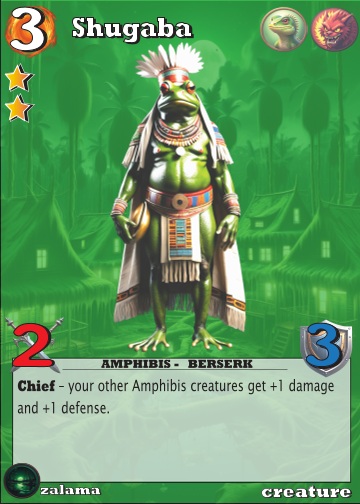 3 Shugaba
2
3
AMPHIBIS - BERSERK
Chief – your other Amphibis creatures get +1 damage
and +1 defense.
zalama
creature